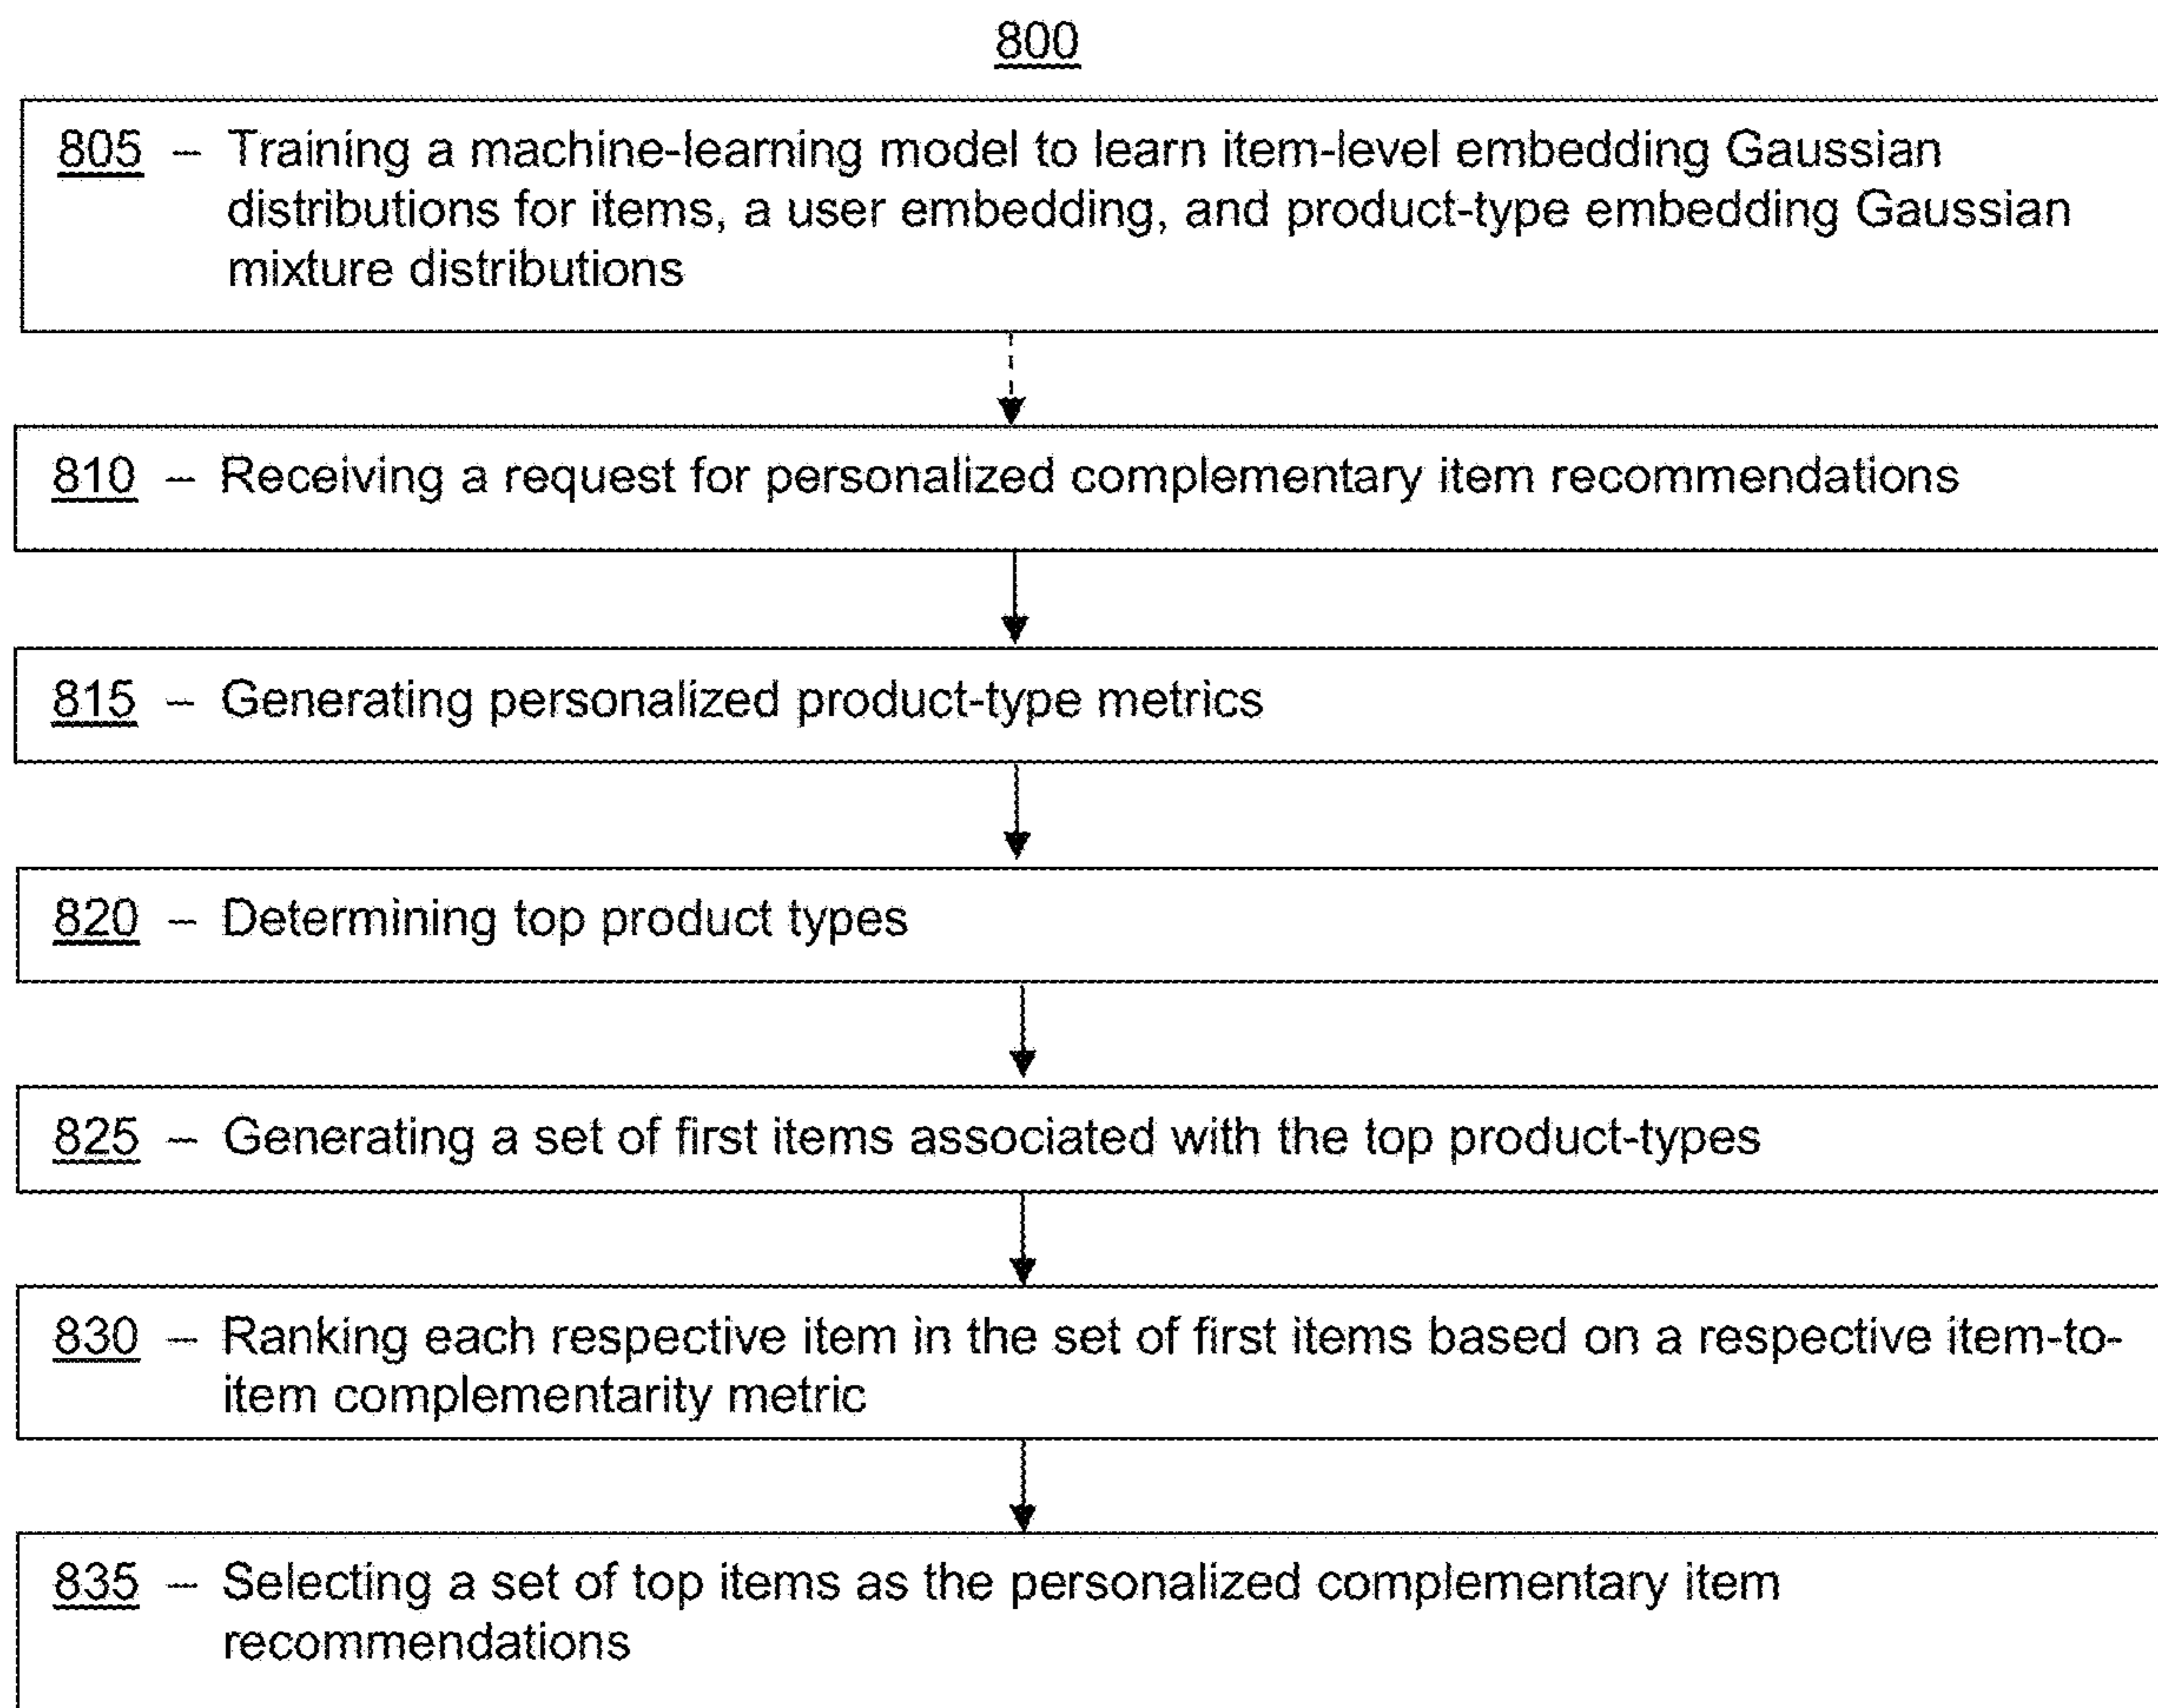 800
805 – Training a machine-learning model to learn item-level embedding Gaussian
distributions for items, a user embedding, and product-type embedding Gaussian
mixture distributions
810 – Receiving a request for personalized complementary item recommendations
815 – Generating personalized product-type metrics
820 – Determining top product types
825 – Generating a set of first items associated with the top product-types
830 – Ranking each respective item in the set of first items based on a respective item-to-
item complementarity metric
835 – Selecting a set of top items as the personalized complementary item
recommendations